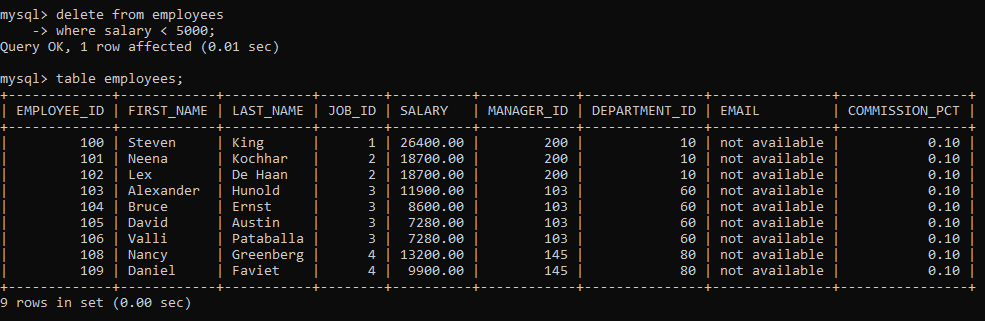 mysql> delete from employees
    -> where salary < 5000;
Query OK, 1 row affected (0.01 sec)
mysql> table employees;
+-------------+------------+-----------+--------+----------+------------+---------------+---------------+----------------+
| EMPLOYEE_ID | FIRST_NAME | LAST_NAME | JOB_ID | SALARY   | MANAGER_ID | DEPARTMENT_ID | EMAIL         | COMMISSION_PCT |
+-------------+------------+-----------+--------+----------+------------+---------------+---------------+----------------+
|         100 | Steven     | King      |      1 | 26400.00 |        200 |            10 | not available |           0.10 |
|         101 | Neena      | Kochhar   |      2 | 18700.00 |        200 |            10 | not available |           0.10 |
|         102 | Lex        | De Haan   |      2 | 18700.00 |        200 |            10 | not available |           0.10 |
|         103 | Alexander  | Hunold    |      3 | 11900.00 |        103 |            60 | not available |           0.10 |
|         104 | Bruce      | Ernst     |      3 |  8600.00 |        103 |            60 | not available |           0.10 |
|         105 | David      | Austin    |      3 |  7280.00 |        103 |            60 | not available |           0.10 |
|         106 | Valli      | Pataballa |      3 |  7280.00 |        103 |            60 | not available |           0.10 |
|         108 | Nancy      | Greenberg |      4 | 13200.00 |        145 |            80 | not available |           0.10 |
|         109 | Daniel     | Faviet    |      4 |  9900.00 |        145 |            80 | not available |           0.10 |
+-------------+------------+-----------+--------+----------+------------+---------------+---------------+----------------+
9 rows in set (0.00 sec)